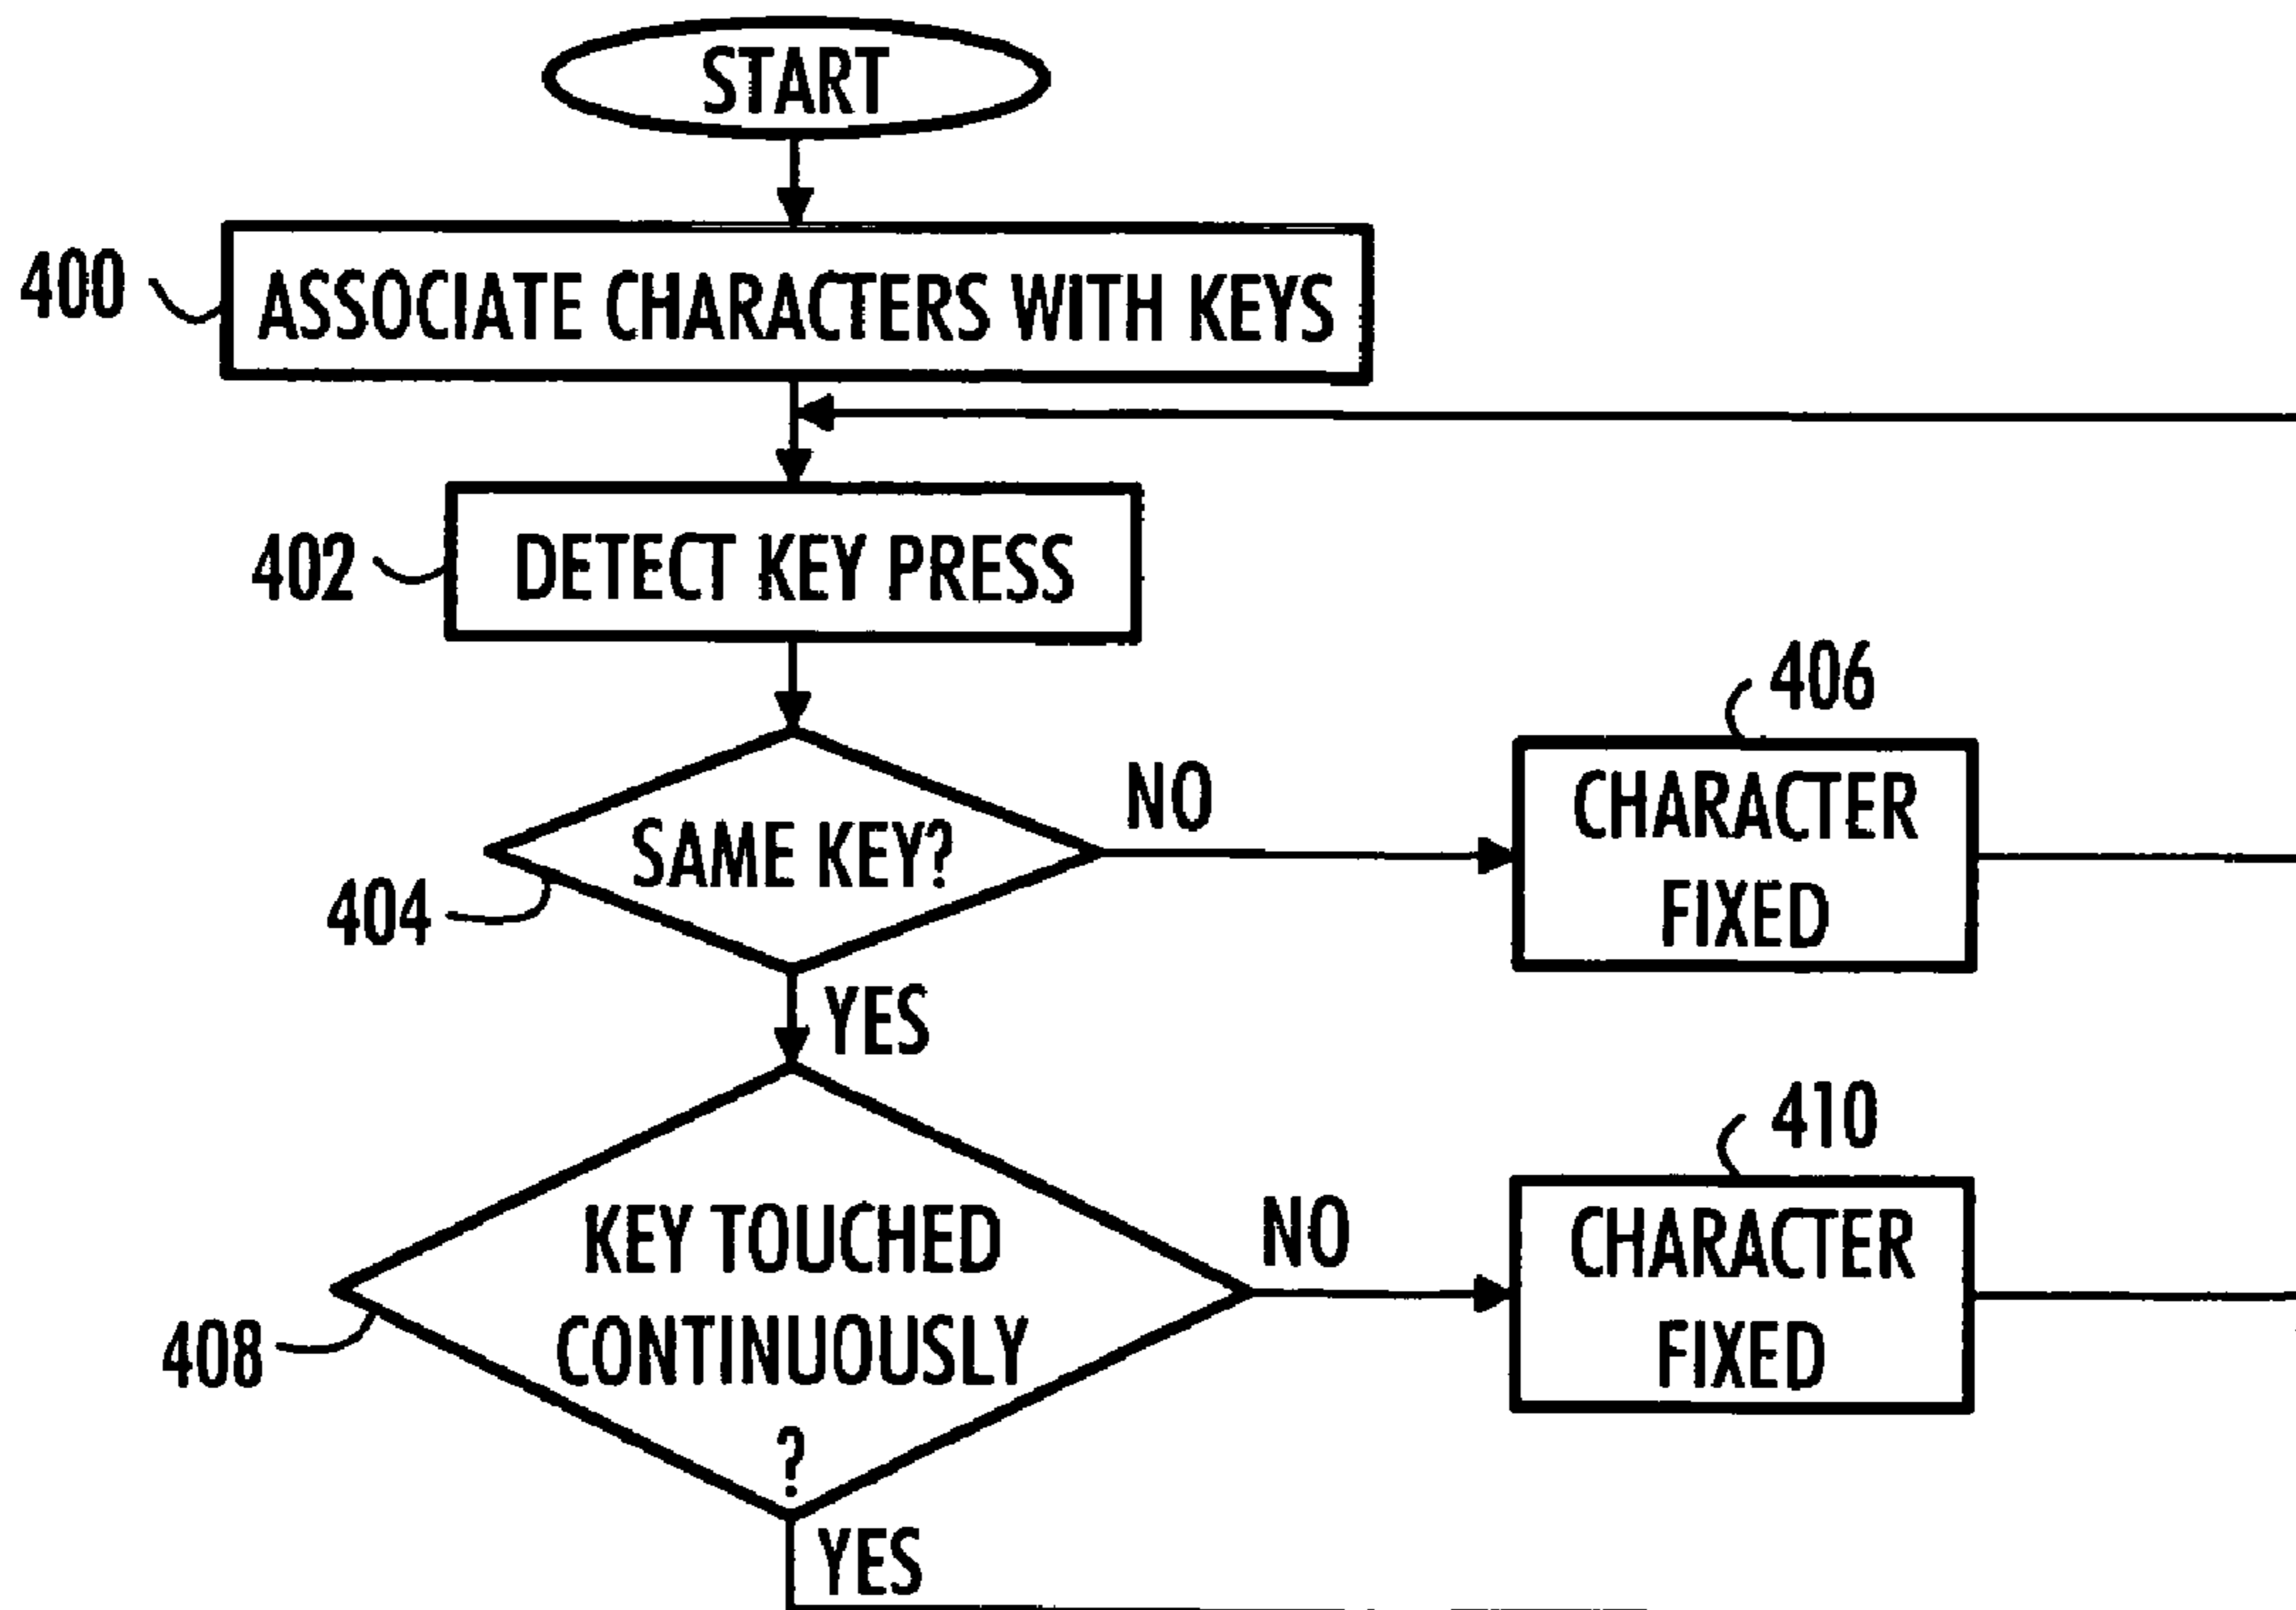 START
400
ASSOCIATE CHARACTERS WITH KEYS
402
DETECT KEY PRESS
406
NO
SAME KEY?
CHARACTER
FIXED
404
YES
410
KEY TOUCHED
CONTINUOUSLY
?
NO
CHARACTER
FIXED
408
YES